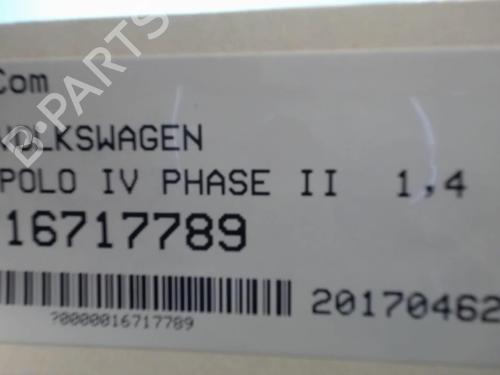 Com
VOLKSWAGEN
POLO IV PHASE II 1,4
16717789
20170462
?0000016717789
B-PARTS